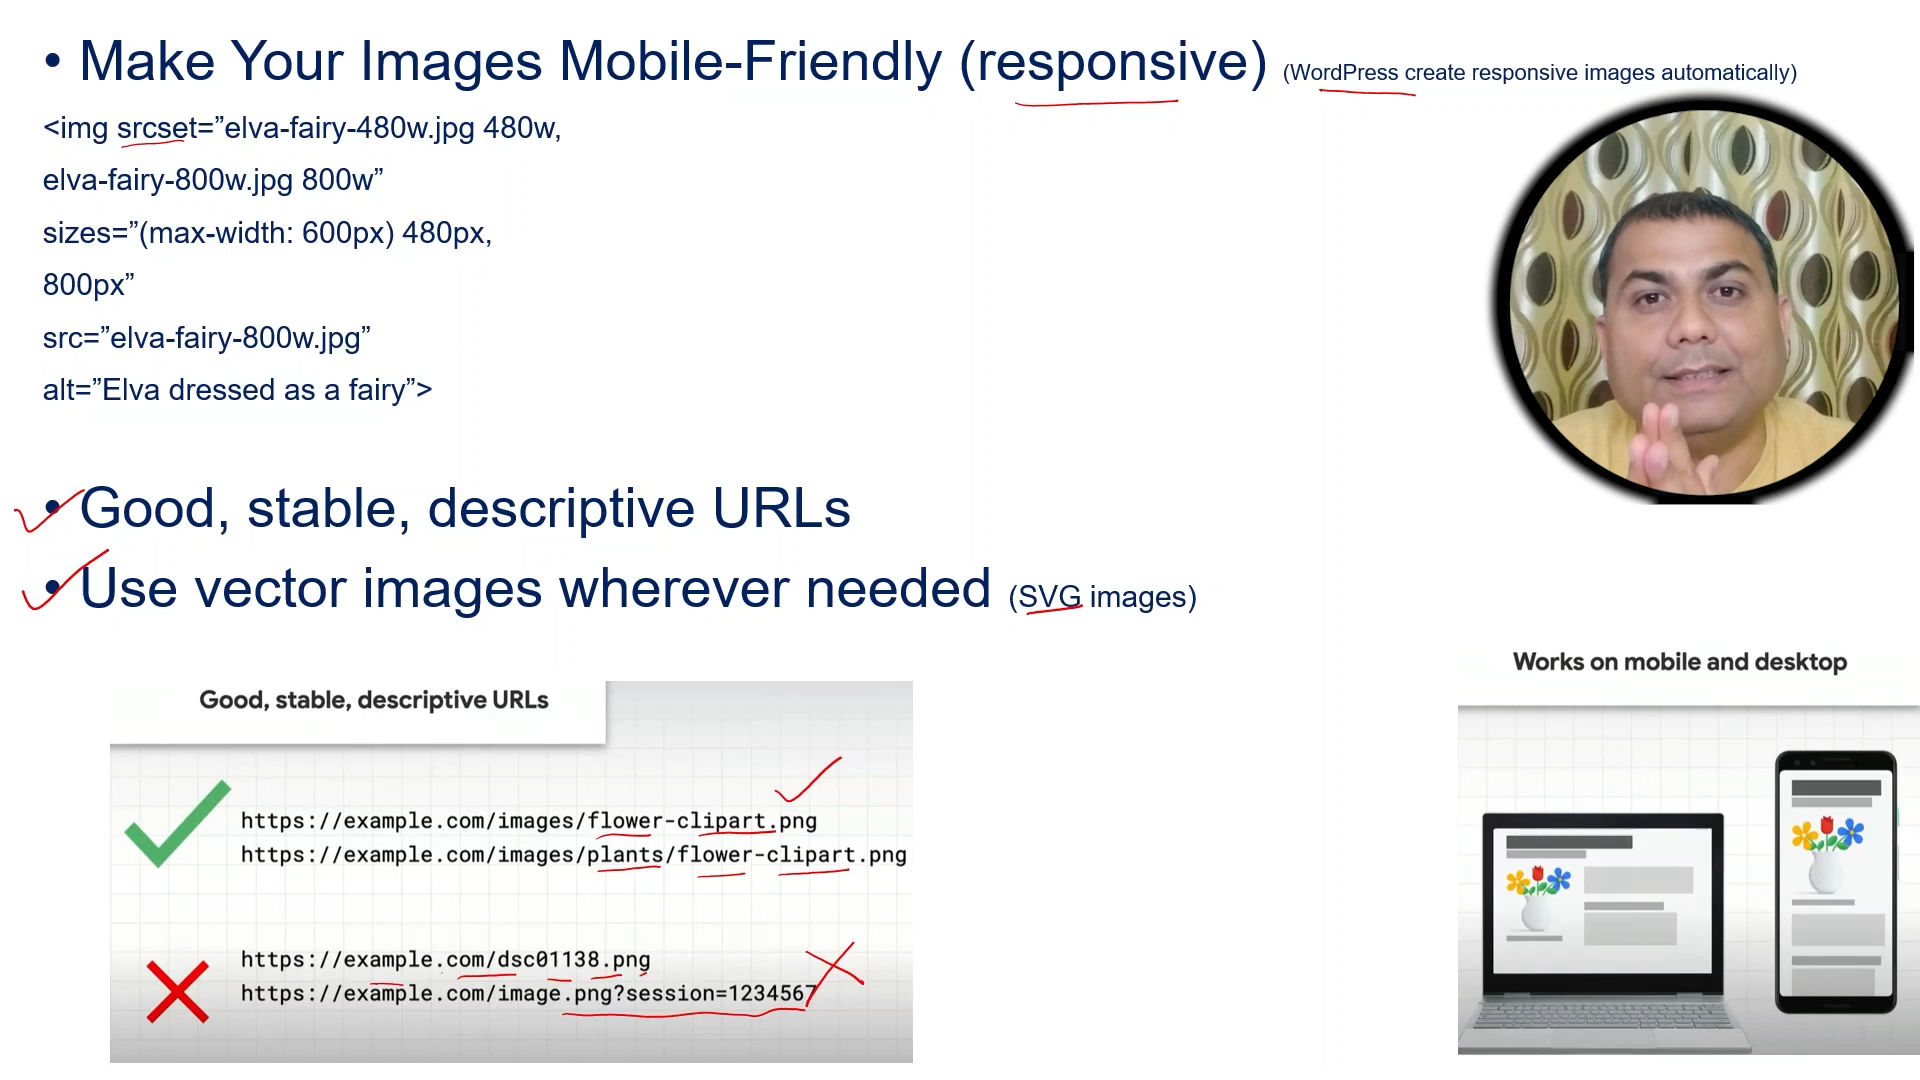 • Make Your Images Mobile-Friendly (responsive) (WordPress create responsive images automatically)
<img srcset=”elva-fairy-480w.jpg 480w,
elva-fairy-800w.jpg 800w”
sizes=”(max-width: 600px) 480px,
800px”
src=”elva-fairy-800w.jpg”
alt=”Elva dressed as a fairy”>
• Good, stable, descriptive URLs
• Use vector images wherever needed (SVG images)
Good, stable, descriptive URLs
https://example.com/images/flower-clipart.png
https://example.com/images/plants/flower-clipart.png
https://example.com/dsc01138.png
https://example.com/image.png?session=1234567
Works on mobile and desktop